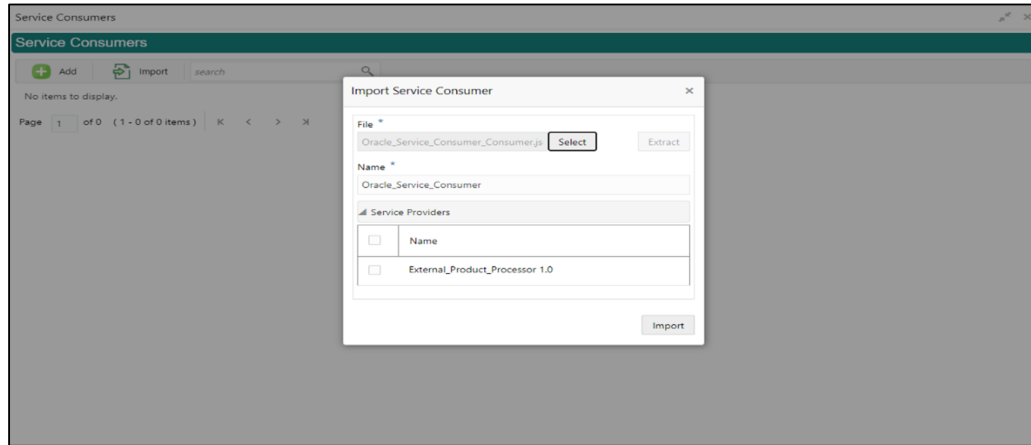 Service Consumers
Service Consumers
Add Import search
No items to display.
Page 1 of 0 (1 - 0 of 0 items)
Import Service Consumer
File *
Oracle_Service_Consumer_Consumer.js Select Extract
Name *
Oracle_Service_Consumer
Service Providers
Name
External_Product_Processor 1.0
Import